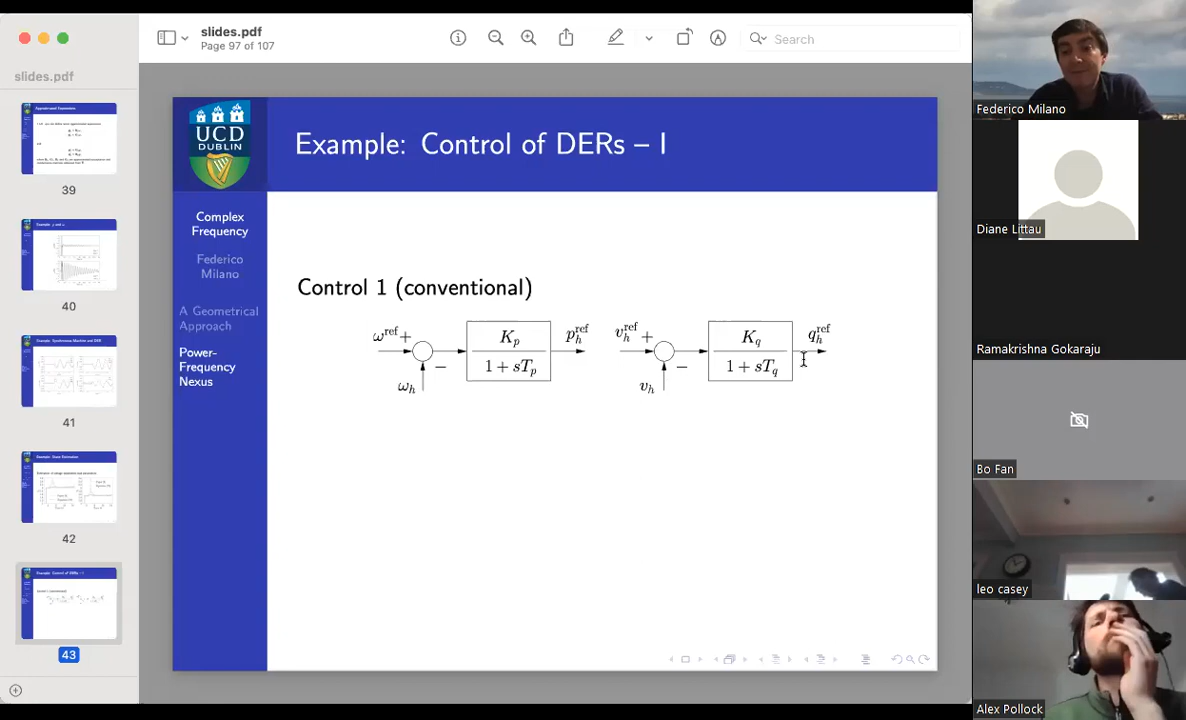 slides.pdf
Page 97 of 107
Search
slides.pdf
39
40
41
42
43
UCD
DUBLIN
Example: Control of DERs – I
Complex
Frequency
Federico
Milano
A Geometrical
Approach
Power-
Frequency
Nexus
Control 1 (conventional)
ω^ref + − ω_h K_p / (1 + sT_p) p_h^ref
v_h^ref + − v_h K_q / (1 + sT_q) q_h^ref
Federico Milano
Diane Littau
Ramakrishna Gokaraju
Bo Fan
leo casey
Alex Pollock